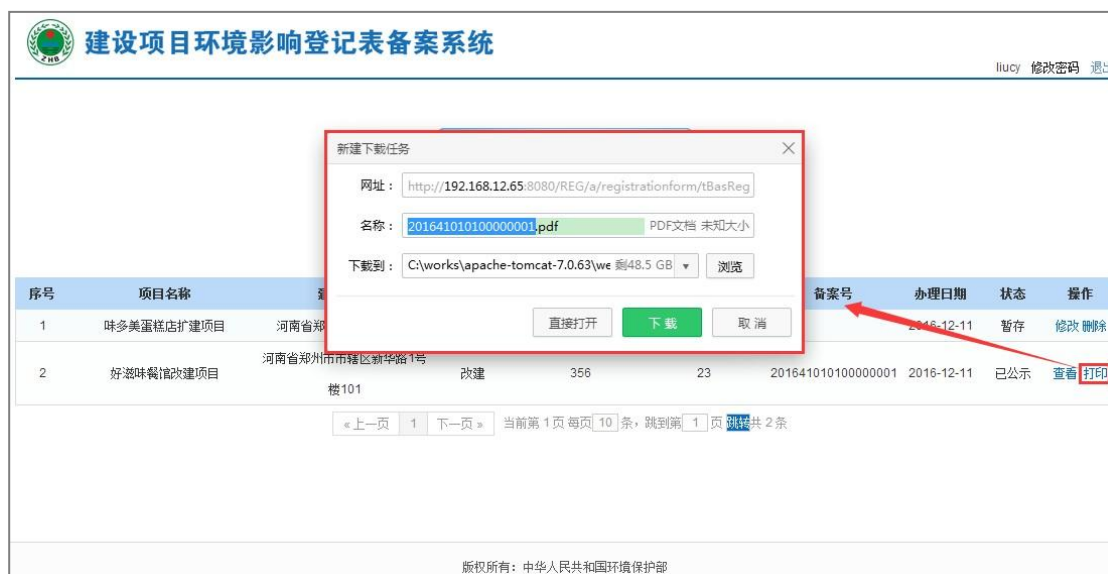 ZHB
建设项目环境影响登记表备案系统
liucy 修改密码 退出
新建下载任务
网址： http://192.168.12.65:8080/REG/a/registrationform/tBasReg
名称： 201641010100000001.pdf PDF文档 未知大小
下载到： C:\works\apache-tomcat-7.0.63\we 剩48.5 GB 浏览
直接打开 下载 取消
序号 项目名称 备案号 办理日期 状态 操作
1 味多美蛋糕店扩建项目 河南省郑 2016-12-11 暂存 修改 删除
2 好滋味餐馆改建项目 河南省郑州市市辖区新华路1号 改建 356 23 201641010100000001 2016-12-11 已公示 查看 打印
楼101
«上一页 1 下一页» 当前第 1 页 每页 10 条，跳到第 1 页 跳转共 2 条
版权所有：中华人民共和国环境保护部